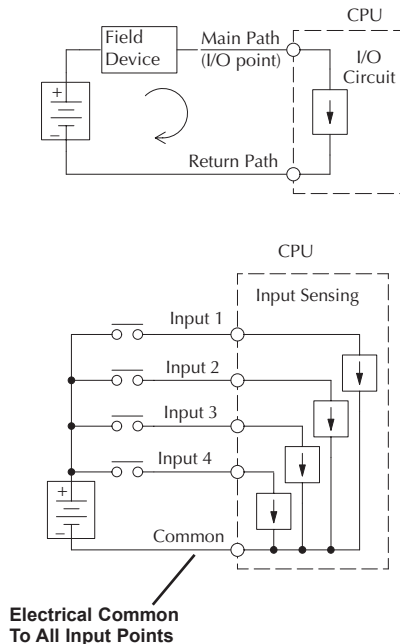 CPU
Field
Device
Main Path
(I/O point)
I/O
Circuit
+
−
Return Path
CPU
Input Sensing
Input 1
Input 2
Input 3
Input 4
+
−
Common
Electrical Common
To All Input Points